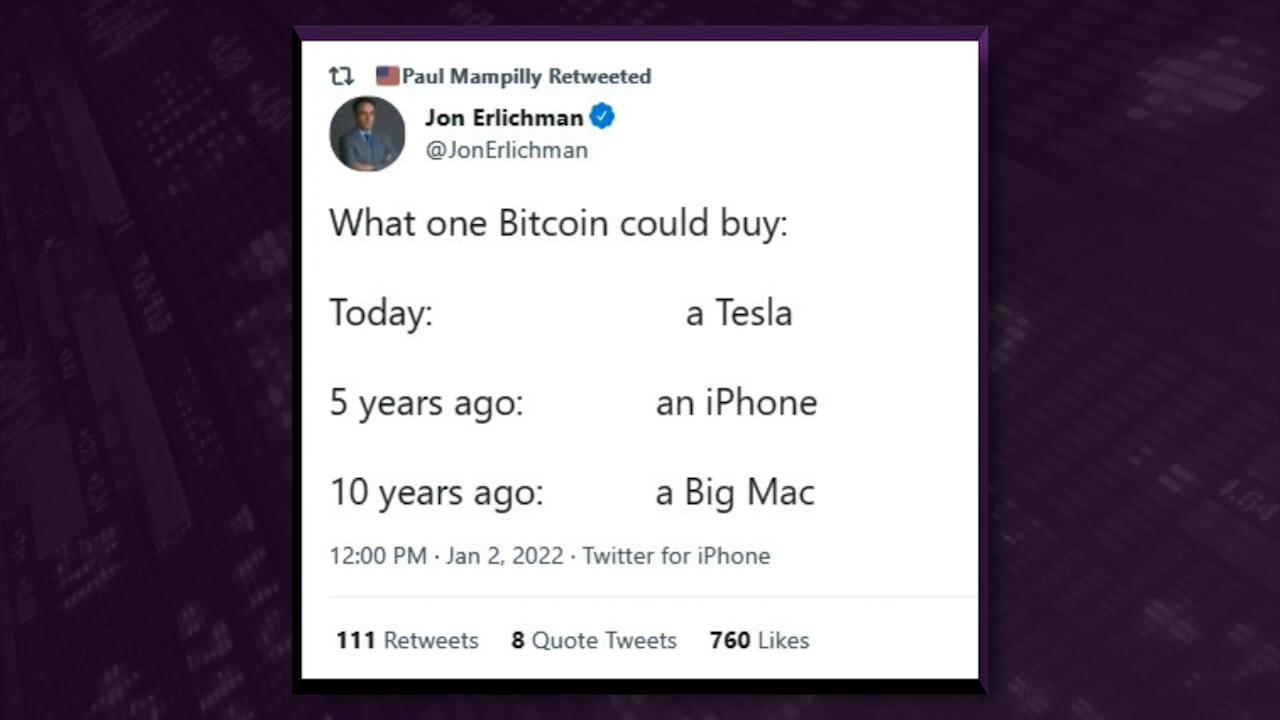 Paul Mampilly Retweeted
Jon Erlichman
@JonErlichman
What one Bitcoin could buy:
Today: a Tesla
5 years ago: an iPhone
10 years ago: a Big Mac
12:00 PM · Jan 2, 2022 · Twitter for iPhone
111 Retweets 8 Quote Tweets 760 Likes